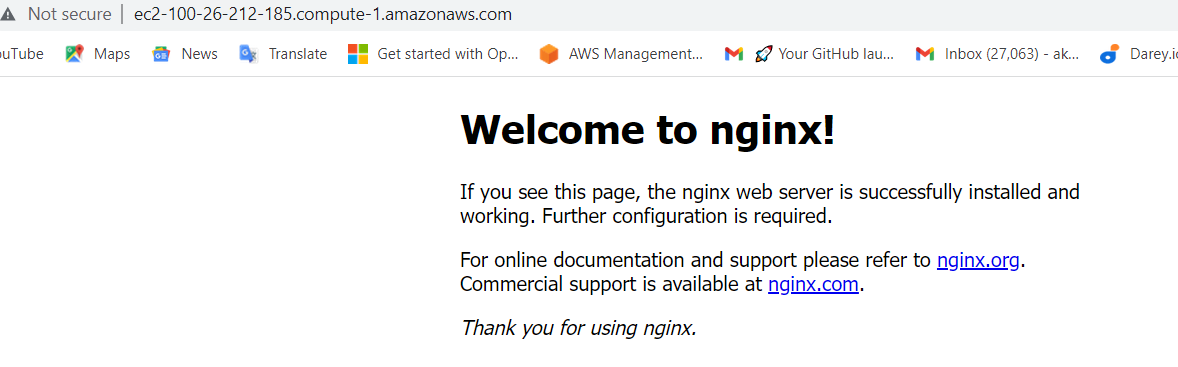 Not secure | ec2-100-26-212-185.compute-1.amazonaws.com
ouTube Maps News Translate Get started with Op... AWS Management... Your GitHub lau... Inbox (27,063) - ak... Darey.i
Welcome to nginx!
If you see this page, the nginx web server is successfully installed and
working. Further configuration is required.
For online documentation and support please refer to nginx.org.
Commercial support is available at nginx.com.
Thank you for using nginx.